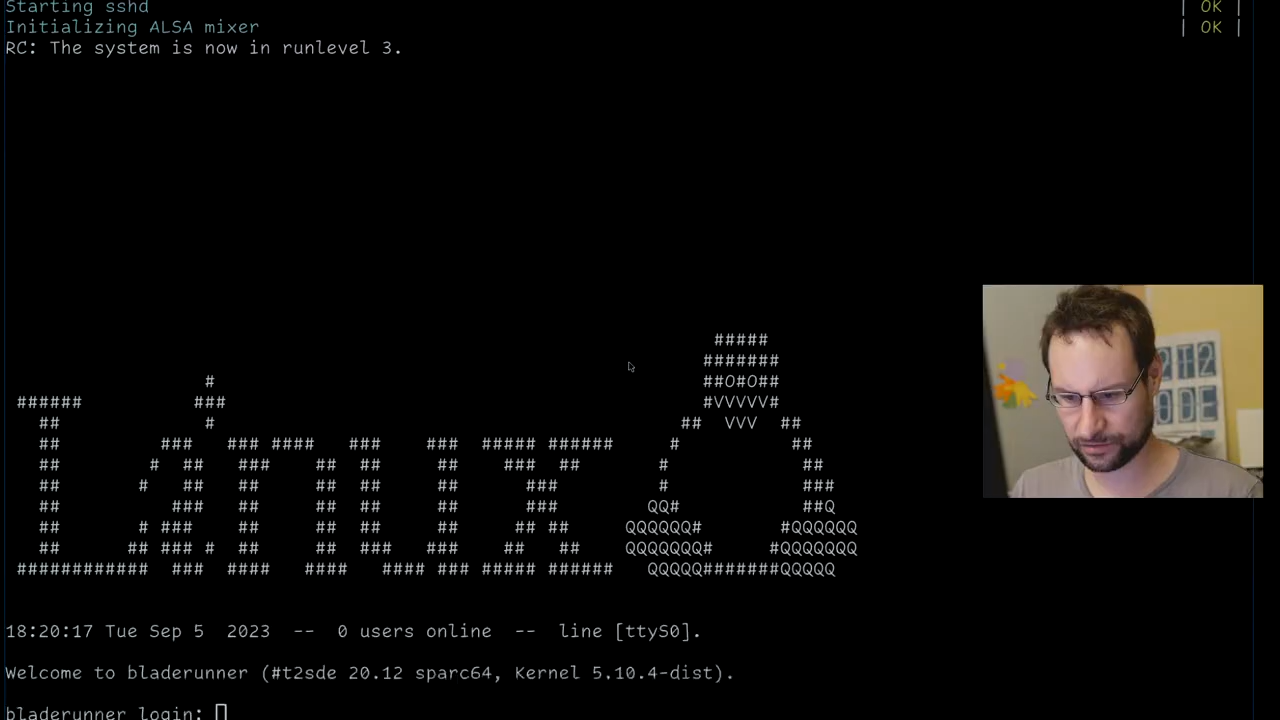 Starting sshd | OK |
Initializing ALSA mixer | OK |
RC: The system is now in runlevel 3.
Linux
18:20:17 Tue Sep 5 2023 -- 0 users online -- line [ttyS0].
Welcome to bladerunner (#t2sde 20.12 sparc64, Kernel 5.10.4-dist).
bladerunner login: